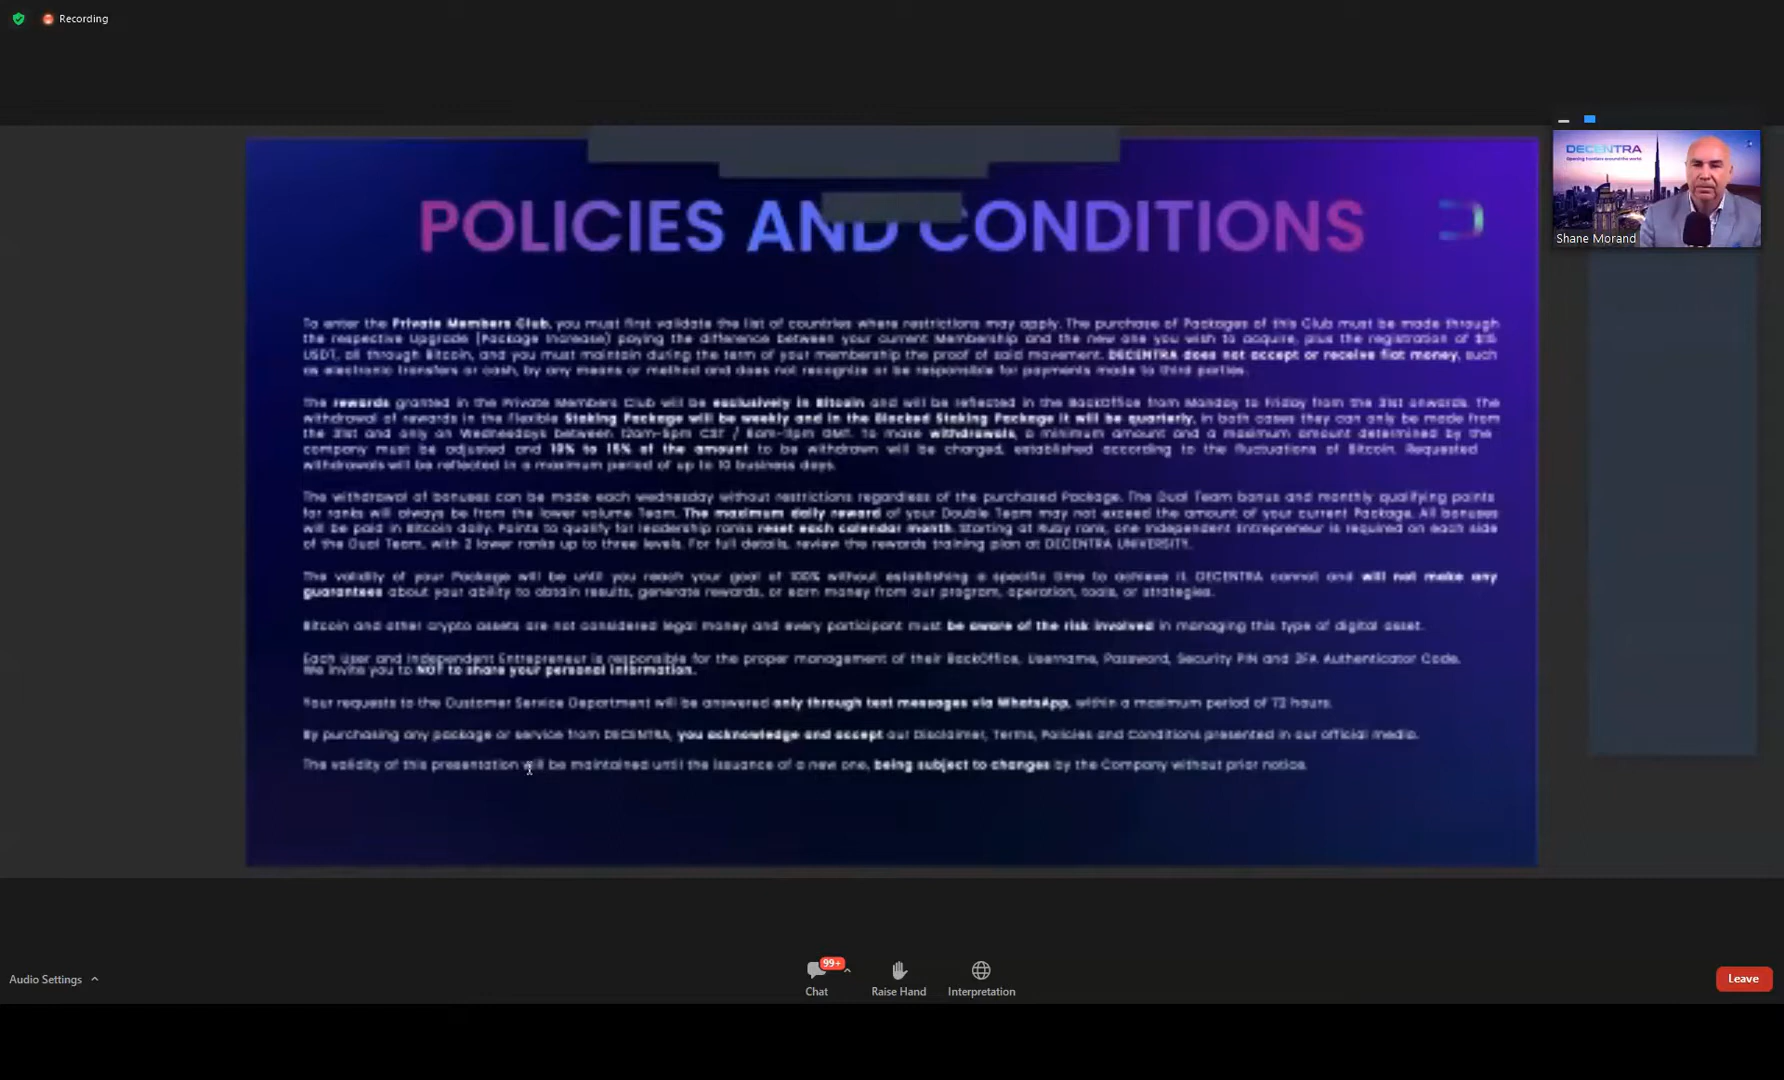 Recording
DECENTRA
POLICIES AND CONDITIONS
Shane Morand
To enter the Private Members Club, you must first validate the list of countries where restrictions may apply. The purchase of Packages of this Club must be made through
the respective Upgrade (Package Increase) paying the difference between your current Membership and the new one you wish to acquire, plus the registration of
USDT, all through Bitcoin, and you must maintain during the term of your membership the proof of said movement. DECENTRA does not accept or receive fiat money, such
as electronic transfers or cash, by any means or method and does not recognize or be responsible for payments made to third parties.
The rewards granted in the Private Members Club will be exclusively in Bitcoin and will be reflected in the BackOffice from Monday to Friday from the 31st onwards. The
withdrawal of rewards in the Flexible Staking Package will be weekly and in the Blocked Staking Package it will be quarterly, in both cases they can only be made from
the 31st and only on Wednesdays between CST / GMT. To make withdrawals, a minimum amount and a maximum amount determined by the
company must be adjusted and to 15% of the amount to be withdrawn will be charged, established according to the fluctuations of Bitcoin. Requested
withdrawals will be reflected in a maximum period of up to 10 business days.
The withdrawal of bonuses can be made each wednesday without restrictions regardless of the purchased Package. The Dual Team bonus and monthly qualifying points
for ranks will always be from the lower volume Team. The maximum daily reward of your Double Team may not exceed the amount of your current Package. All bonuses
will be paid in Bitcoin daily. Points to qualify for leadership ranks reset each calendar month. Starting at Ruby rank, one Independent Entrepreneur is required on each side
of the Dual Team, with 2 lower ranks up to three levels. For full details, review the rewards training plan at DECENTRA UNIVERSITY.
The validity of your Package will be until you reach your goal of 100% without establishing a specific time to achieve it. DECENTRA cannot and will not make any
guarantees about your ability to obtain results, generate rewards, or earn money from our program, operation, tools, or strategies.
Bitcoin and other crypto assets are not considered legal money and every participant must be aware of the risk involved in managing this type of digital asset.
Each User and Independent Entrepreneur is responsible for the proper management of their BackOffice, Username, Password, Security PIN and 2FA Authenticator Code.
We invite you to NOT to share your personal information.
Your requests to the Customer Service Department will be answered only through text messages via WhatsApp, within a maximum period of 72 hours.
By purchasing any package or service from DECENTRA, you acknowledge and accept our Disclaimer, Terms, Policies and Conditions presented in our official media.
The validity of this presentation will be maintained until the issuance of a new one, being subject to changes by the Company without prior notice.
Audio Settings
99+
Chat
Raise Hand
Interpretation
Leave